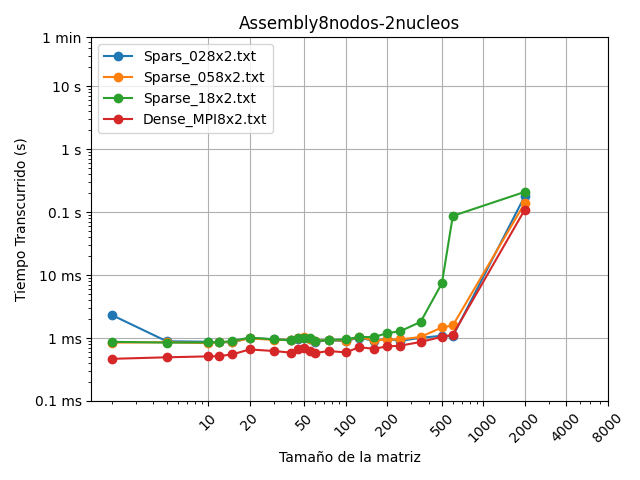 Assembly8nodos-2nucleos
Spars_028x2.txt
Sparse_058x2.txt
Sparse_18x2.txt
Dense_MPI8x2.txt
1 min
10 s
1 s
0.1 s
10 ms
1 ms
0.1 ms
Tiempo Transcurrido (s)
10
20
50
100
200
500
1000
2000
4000
8000
Tamaño de la matriz